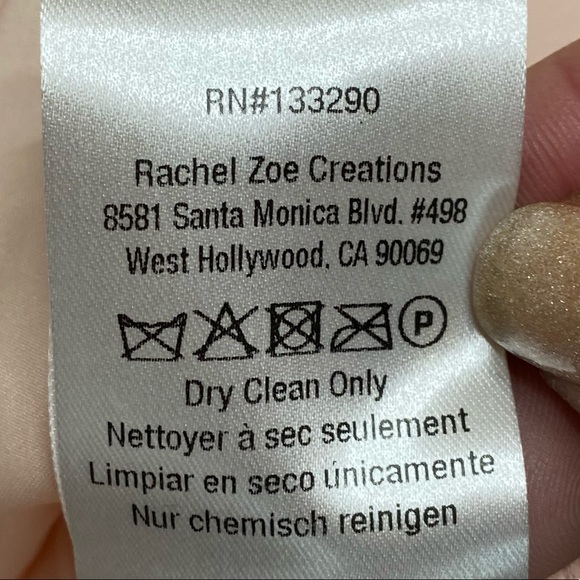 RN#133290
Rachel Zoe Creations
8581 Santa Monica Blvd. #498
West Hollywood, CA 90069
P
Dry Clean Only
Nettoyer à sec seulement
Limpiar en seco únicamente
Nur chemisch reinigen